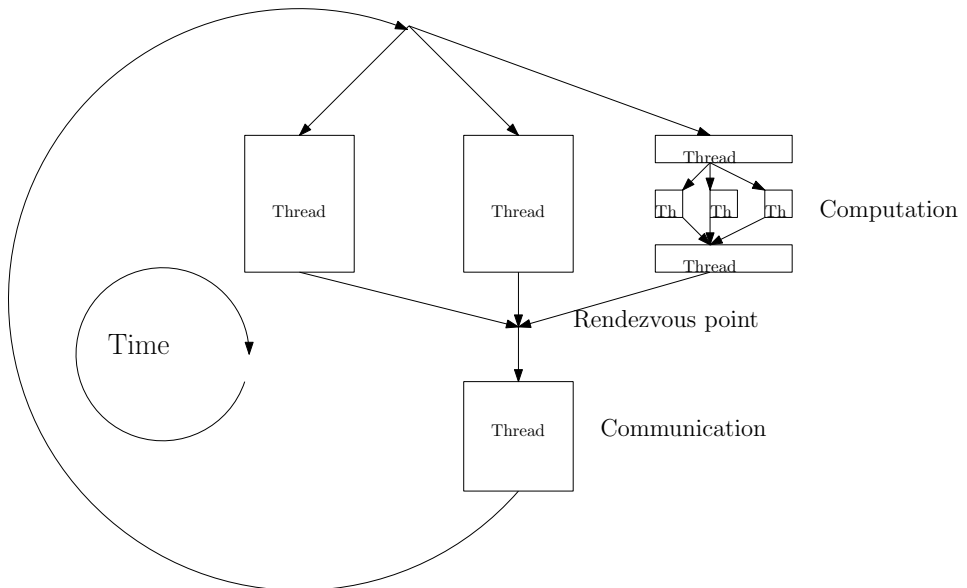 Thread
Thread
Thread
Th
Th
Th
Computation
Thread
Rendezvous point
Time
Thread
Communication